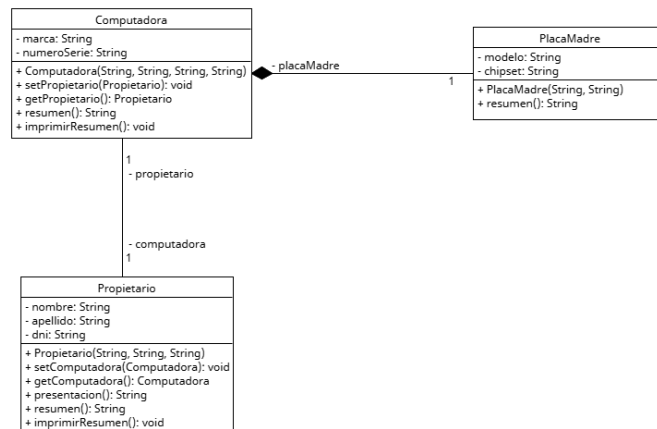 Computadora
- marca: String
- numeroSerie: String
+ Computadora(String, String, String, String)
+ setPropietario(Propietario): void
+ getPropietario(): Propietario
+ resumen(): String
+ imprimirResumen(): void
- placaMadre
1
PlacaMadre
- modelo: String
- chipset: String
+ PlacaMadre(String, String)
+ resumen(): String
1
- propietario
- computadora
1
Propietario
- nombre: String
- apellido: String
- dni: String
+ Propietario(String, String, String)
+ setComputadora(Computadora): void
+ getComputadora(): Computadora
+ presentacion(): String
+ resumen(): String
+ imprimirResumen(): void